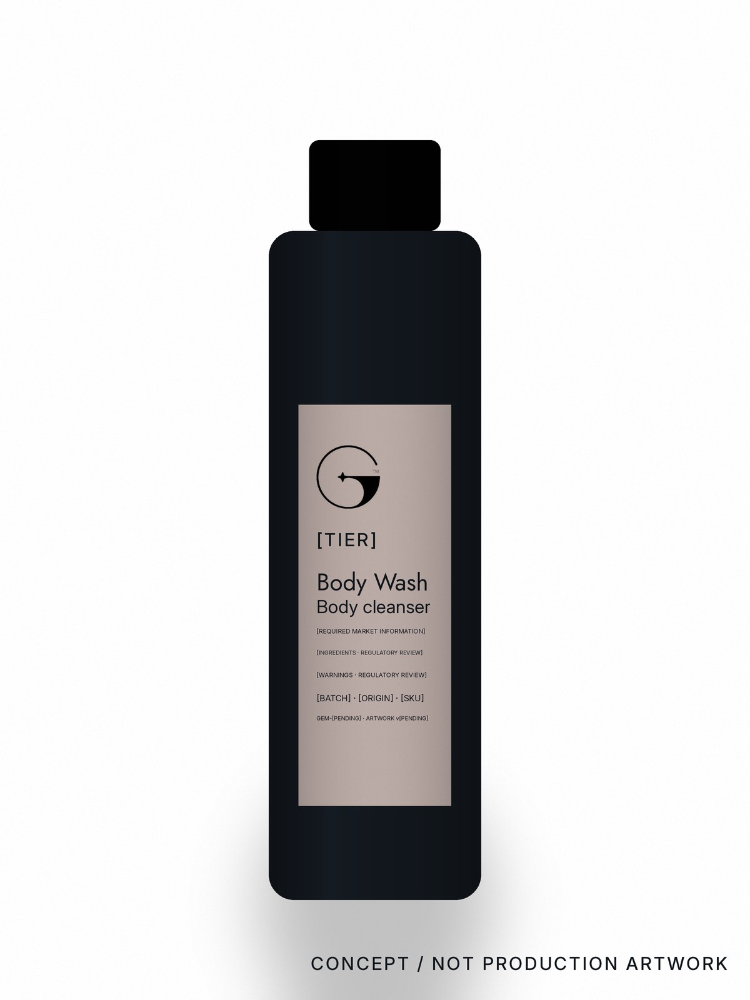 TM
[TIER]
Body Wash
Body cleanser
[REQUIRED MARKET INFORMATION]
[INGREDIENTS · REGULATORY REVIEW]
[WARNINGS · REGULATORY REVIEW]
[BATCH] · [ORIGIN] · [SKU]
GEM-[PENDING] · ARTWORK v[PENDING]
CONCEPT / NOT PRODUCTION ARTWORK